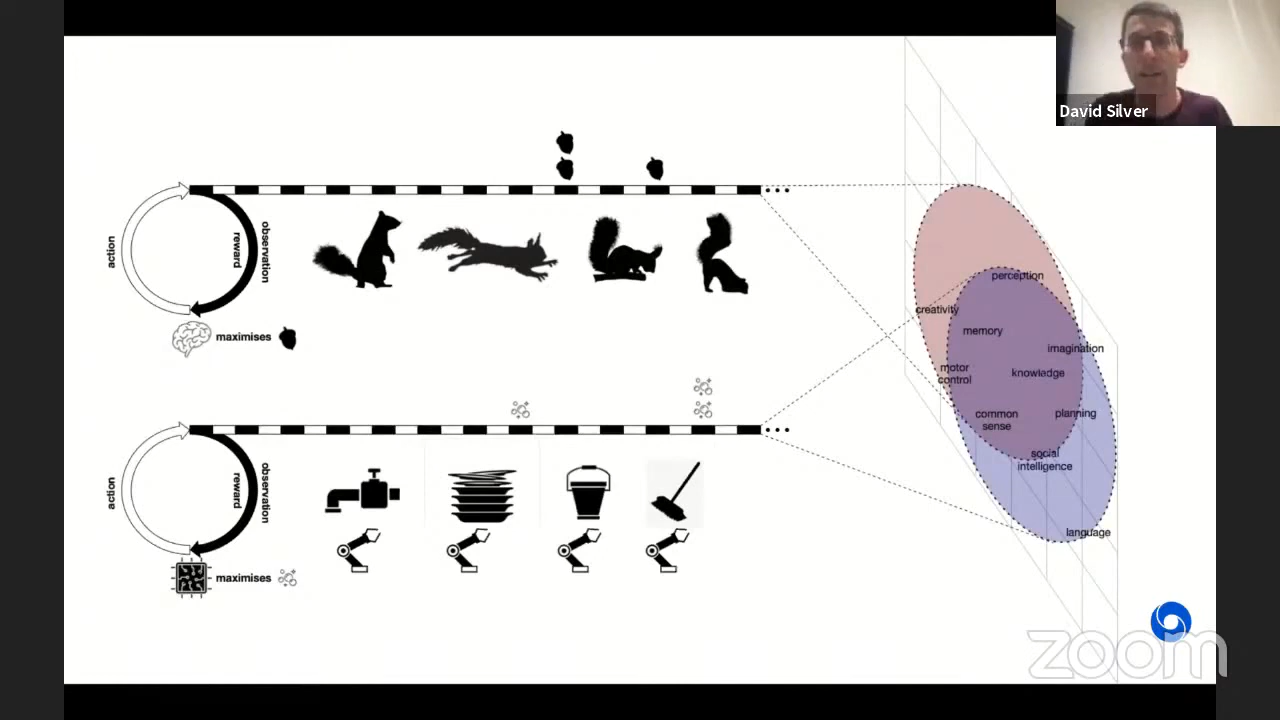 David Silver
action
reward
observation
maximises
perception
creativity
memory
imagination
motor
control
knowledge
common
sense
planning
social
intelligence
language
action
reward
observation
maximises
zoom